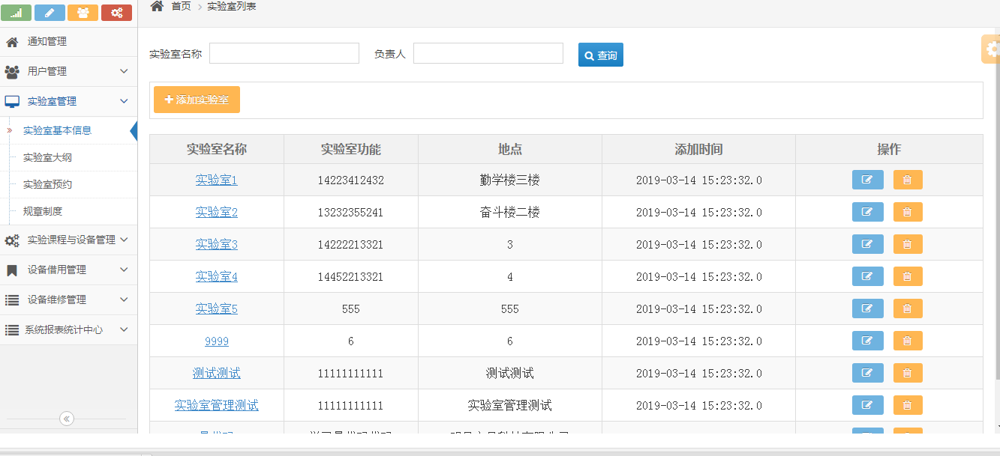 首页 实验室列表
通知管理
用户管理
实验室管理
实验室基本信息
实验室大纲
实验室预约
规章制度
实验课程与设备管理
设备借用管理
设备维修管理
系统报表统计中心
实验室名称 负责人 查询
添加实验室
实验室名称 实验室功能 地点 添加时间 操作
实验室1 14223412432 勤学楼三楼 2019-03-14 15:23:32.0
实验室2 13232355241 奋斗楼二楼 2019-03-14 15:23:32.0
实验室3 14222213321 3 2019-03-14 15:23:32.0
实验室4 14452213321 4 2019-03-14 15:23:32.0
实验室5 555 555 2019-03-14 15:23:32.0
9999 6 6 2019-03-14 15:23:32.0
测试测试 11111111111 测试测试 2019-03-14 15:23:32.0
实验室管理测试 11111111111 实验室管理测试 2019-03-14 15:23:32.0